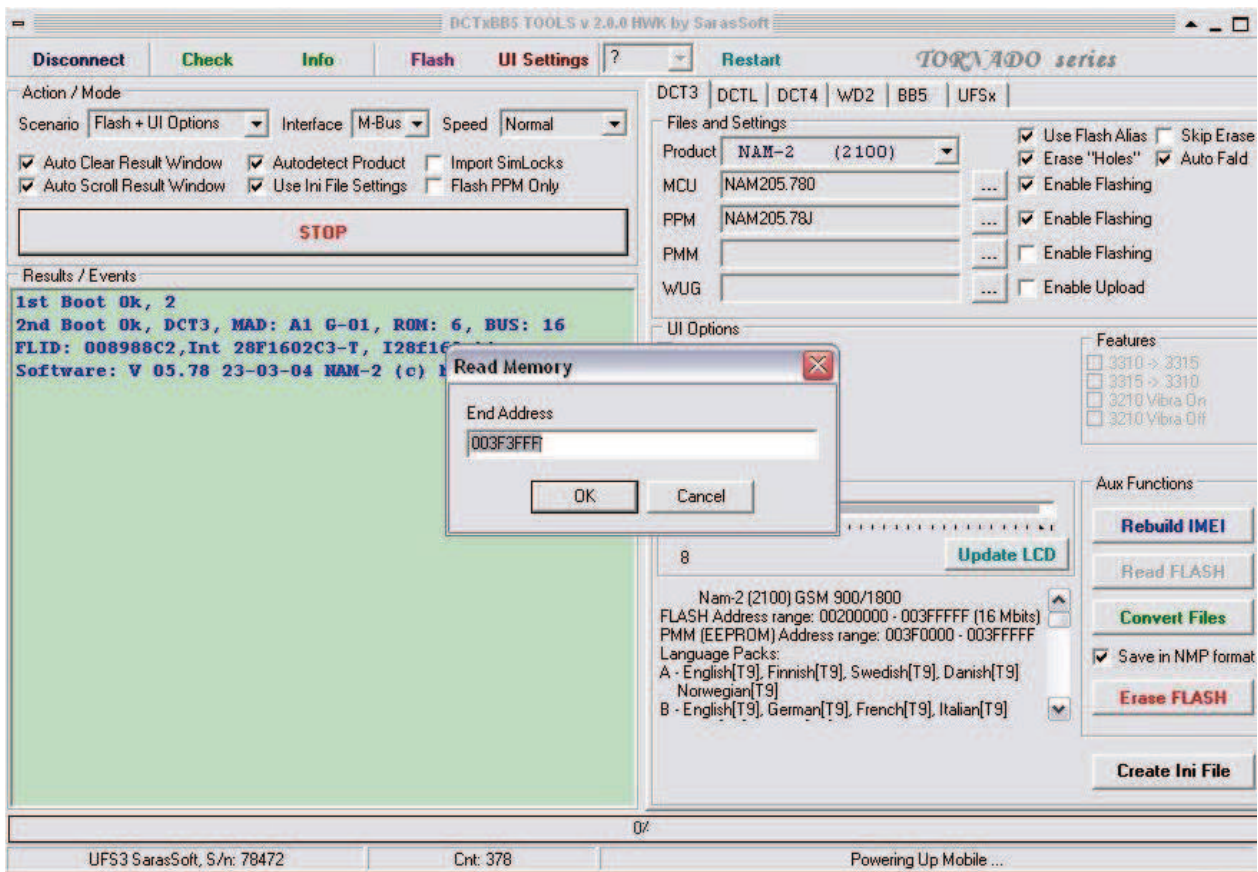 DCTxBB5 TOOLS v 2.0.0 HWK by SarasSoft
Disconnect Check Info Flash UI Settings ? Restart TORNADO series
Action / Mode
Scenario Flash + UI Options Interface M-Bus Speed Normal
Auto Clear Result Window Autodetect Product Import SimLocks
Auto Scroll Result Window Use Ini File Settings Flash PPM Only
STOP
Results / Events
1st Boot Ok, 2
2nd Boot Ok, DCT3, MAD: A1 G-01, ROM: 6, BUS: 16
FLID: 008988C2,Int 28F1602C3-T,
Software: V 05.78 23-03-04 NAM-2 (c)
DCT3 DCTL DCT4 WD2 BB5 UFSx
Files and Settings
Use Flash Alias Skip Erase
Product NAM-2 (2100) Erase "Holes" Auto Fald
MCU NAM205.780 ... Enable Flashing
PPM NAM205.78J ... Enable Flashing
PMM ... Enable Flashing
WUG ... Enable Upload
UI Options
Features
3310 -> 3315
3315 -> 3310
3210 Vibra On
3210 Vibra Off
Read Memory
End Address
003F3FFF
OK Cancel
8 Update LCD
Nam-2 (2100) GSM 900/1800
FLASH Address range: 00200000 - 003FFFFF (16 Mbits)
PMM (EEPROM) Address range: 003F0000 - 003FFFFF
Language Packs:
A - English[T9], Finnish[T9], Swedish[T9], Danish[T9]
Norwegian[T9]
B - English[T9], German[T9], French[T9], Italian[T9]
Aux Functions
Rebuild IMEI
Read FLASH
Convert Files
Save in NMP format
Erase FLASH
Create Ini File
0%
UFS3 SarasSoft, S/n: 78472 Cnt: 378 Powering Up Mobile ...